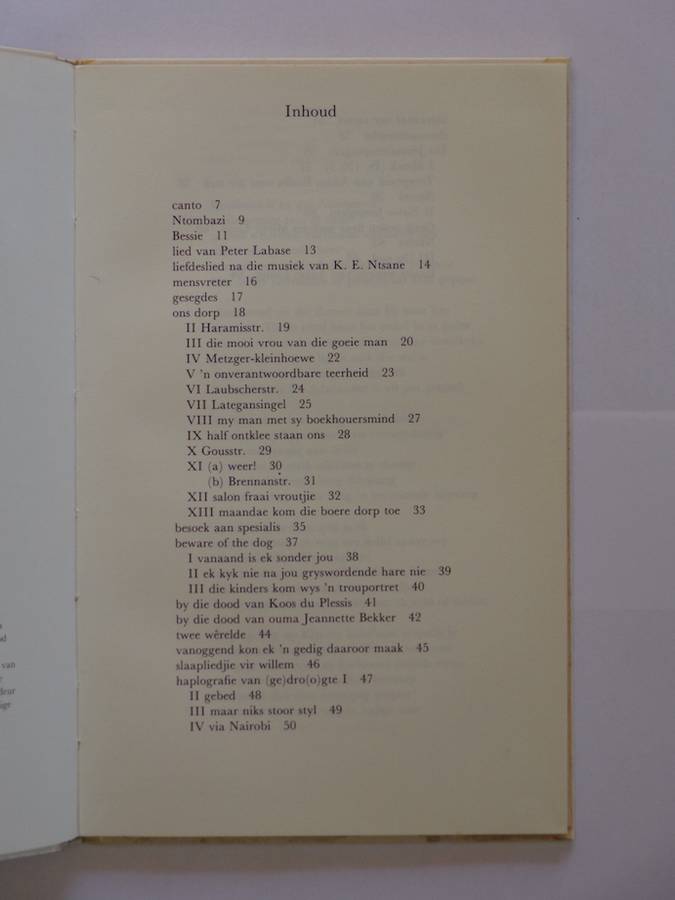 Inhoud
canto 7
Ntombazi 9
Bessie 11
lied van Peter Labase 13
liefdeslied na die musiek van K. E. Ntsane 14
mensvreter 16
gesegdes 17
ons dorp 18
II Haramisstr. 19
III die mooi vrou van die goeie man 20
IV Metzger-kleinhoewe 22
V 'n onverantwoordbare teerheid 23
VI Laubscherstr. 24
VII Lategansingel 25
VIII my man met sy boekhouersmind 27
IX half ontklee staan ons 28
X Gousstr. 29
XI (a) weer! 30
(b) Brennanstr. 31
XII salon fraai vroutjie 32
XIII maandae kom die boere dorp toe 33
besoek aan spesialis 35
beware of the dog 37
I vanaand is ek sonder jou 38
II ek kyk nie na jou gryswordende hare nie 39
III die kinders kom wys 'n trouportret 40
by die dood van Koos du Plessis 41
by die dood van ouma Jeannette Bekker 42
twee wêrelde 44
vanoggend kon ek 'n gedig daaroor maak 45
slaapliedjie vir willem 46
haplografie van (ge)dro(o)gte I 47
II gebed 48
III maar niks stoor styl 49
IV via Nairobi 50
van